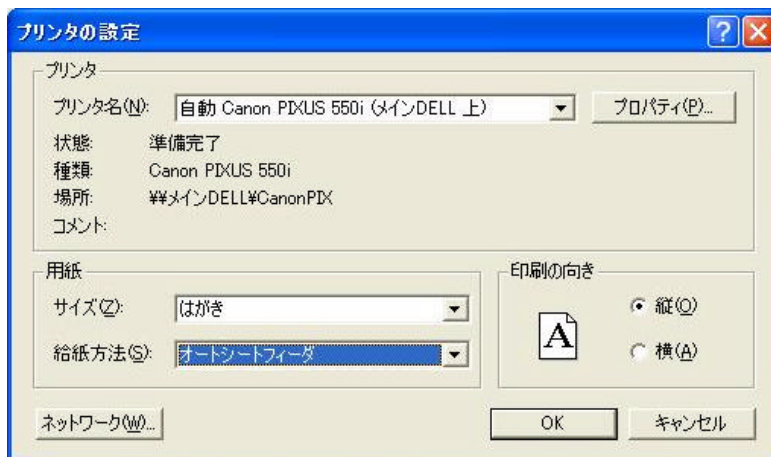 プリンタの設定
プリンタ
プリンタ名(N): 自動 Canon PIXUS 550i (メインDELL 上) プロパティ(P)...
状態: 準備完了
種類: Canon PIXUS 550i
場所: ¥¥メインDELL¥CanonPIX
コメント:
用紙
サイズ(Z): はがき
給紙方法(S): オートシートフィーダ
印刷の向き
A
縦(O)
横(A)
ネットワーク(W)... OK キャンセル